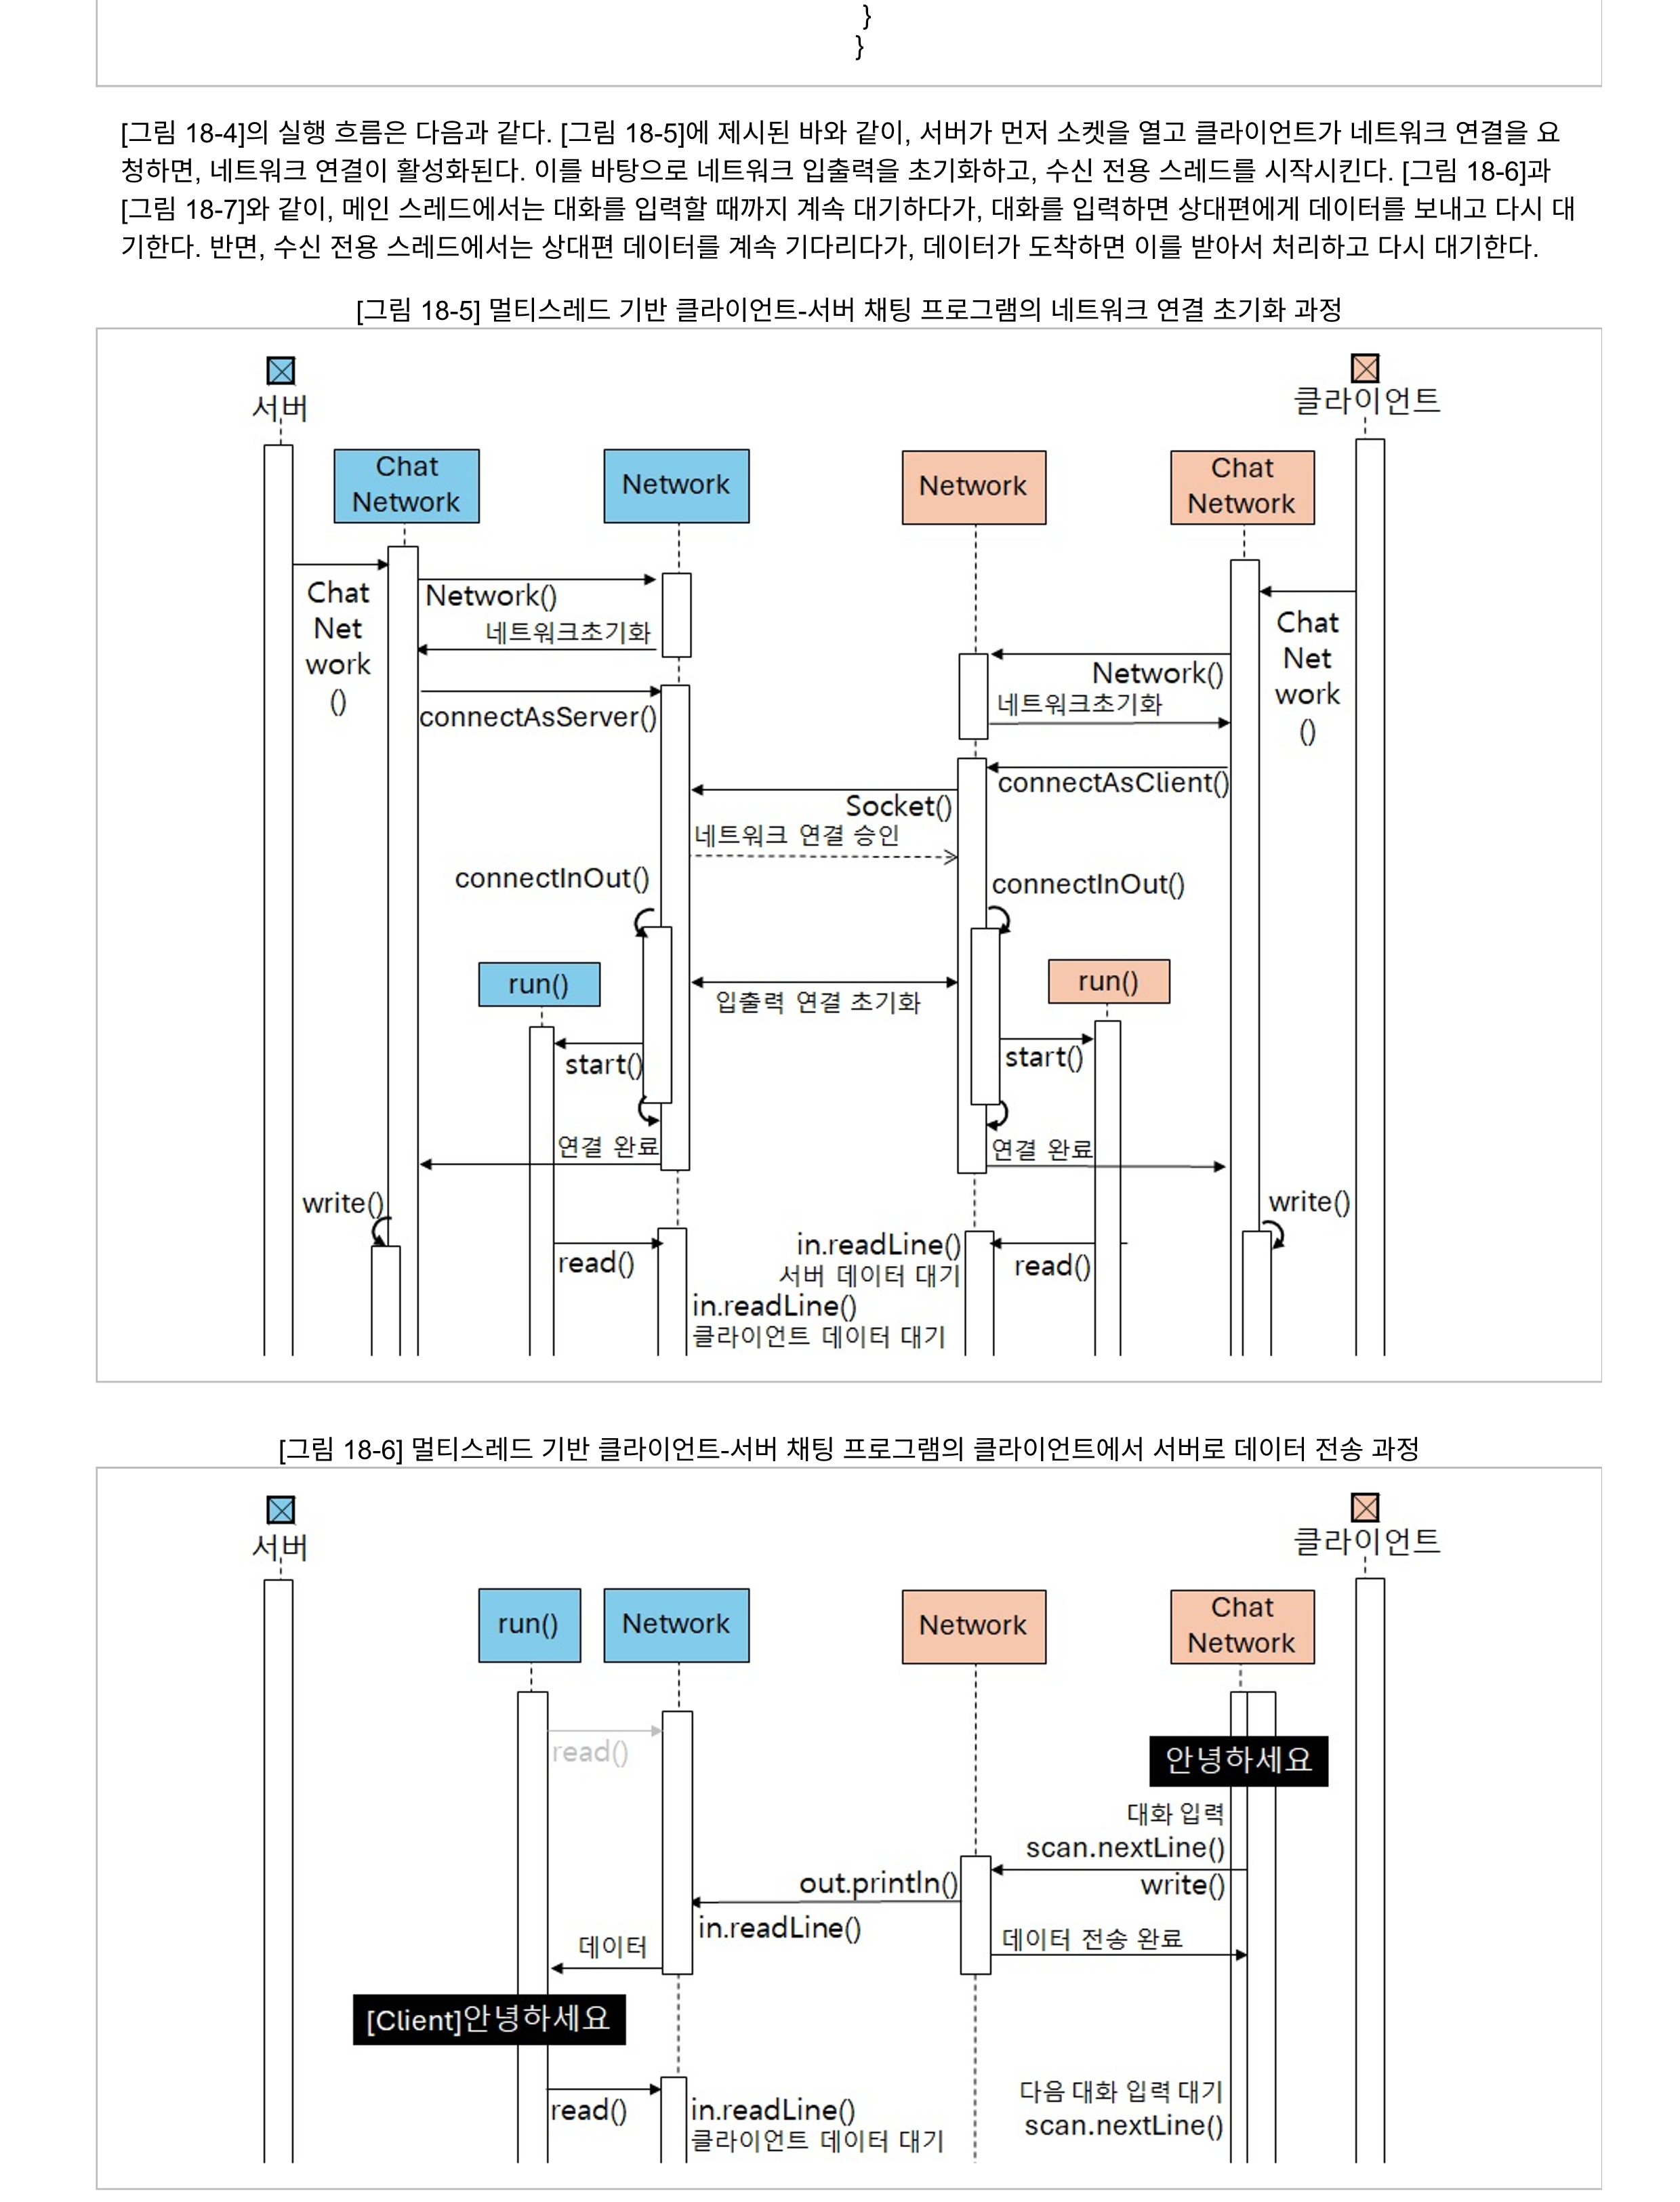 }
}
[그림 18-4]의 실행 흐름은 다음과 같다. [그림 18-5]에 제시된 바와 같이, 서버가 먼저 소켓을 열고 클라이언트가 네트워크 연결을 요
청하면, 네트워크 연결이 활성화된다. 이를 바탕으로 네트워크 입출력을 초기화하고, 수신 전용 스레드를 시작시킨다. [그림 18-6]과
[그림 18-7]와 같이, 메인 스레드에서는 대화를 입력할 때까지 계속 대기하다가, 대화를 입력하면 상대편에게 데이터를 보내고 다시 대
기한다. 반면, 수신 전용 스레드에서는 상대편 데이터를 계속 기다리다가, 데이터가 도착하면 이를 받아서 처리하고 다시 대기한다.
[그림 18-5] 멀티스레드 기반 클라이언트-서버 채팅 프로그램의 네트워크 연결 초기화 과정
서버
클라이언트
Chat
Network
Network
Network
Chat
Network
Chat
Net
work
()
Network()
네트워크초기화
connectAsServer()
Chat
Net
work
()
Network()
네트워크초기화
connectAsClient()
Socket()
네트워크 연결 승인
connectInOut()
connectInOut()
run()
입출력 연결 초기화
run()
start()
start()
연결 완료
연결 완료
write()
write()
read()
in.readLine()
서버 데이터 대기
read()
in.readLine()
클라이언트 데이터 대기
[그림 18-6] 멀티스레드 기반 클라이언트-서버 채팅 프로그램의 클라이언트에서 서버로 데이터 전송 과정
서버
클라이언트
run()
Network
Network
Chat
Network
read()
안녕하세요
대화 입력
scan.nextLine()
write()
out.println()
in.readLine()
데이터 전송 완료
데이터
[Client]안녕하세요
read()
in.readLine()
클라이언트 데이터 대기
다음 대화 입력 대기
scan.nextLine()